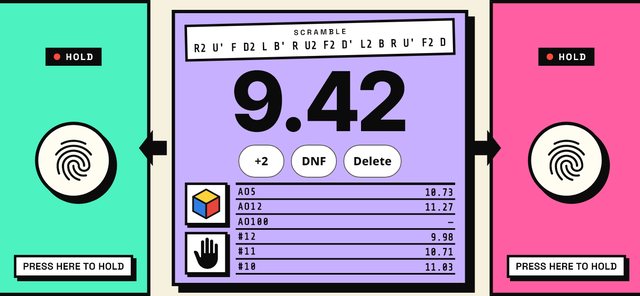 HOLD
PRESS HERE TO HOLD
SCRAMBLE
R2 U' F D2 L B' R U2 F2 D' L2 B R U' F2 D
9.42
+2 DNF Delete
AO5 10.73
AO12 11.27
AO100 –
#12 9.98
#11 10.71
#10 11.03
HOLD
PRESS HERE TO HOLD